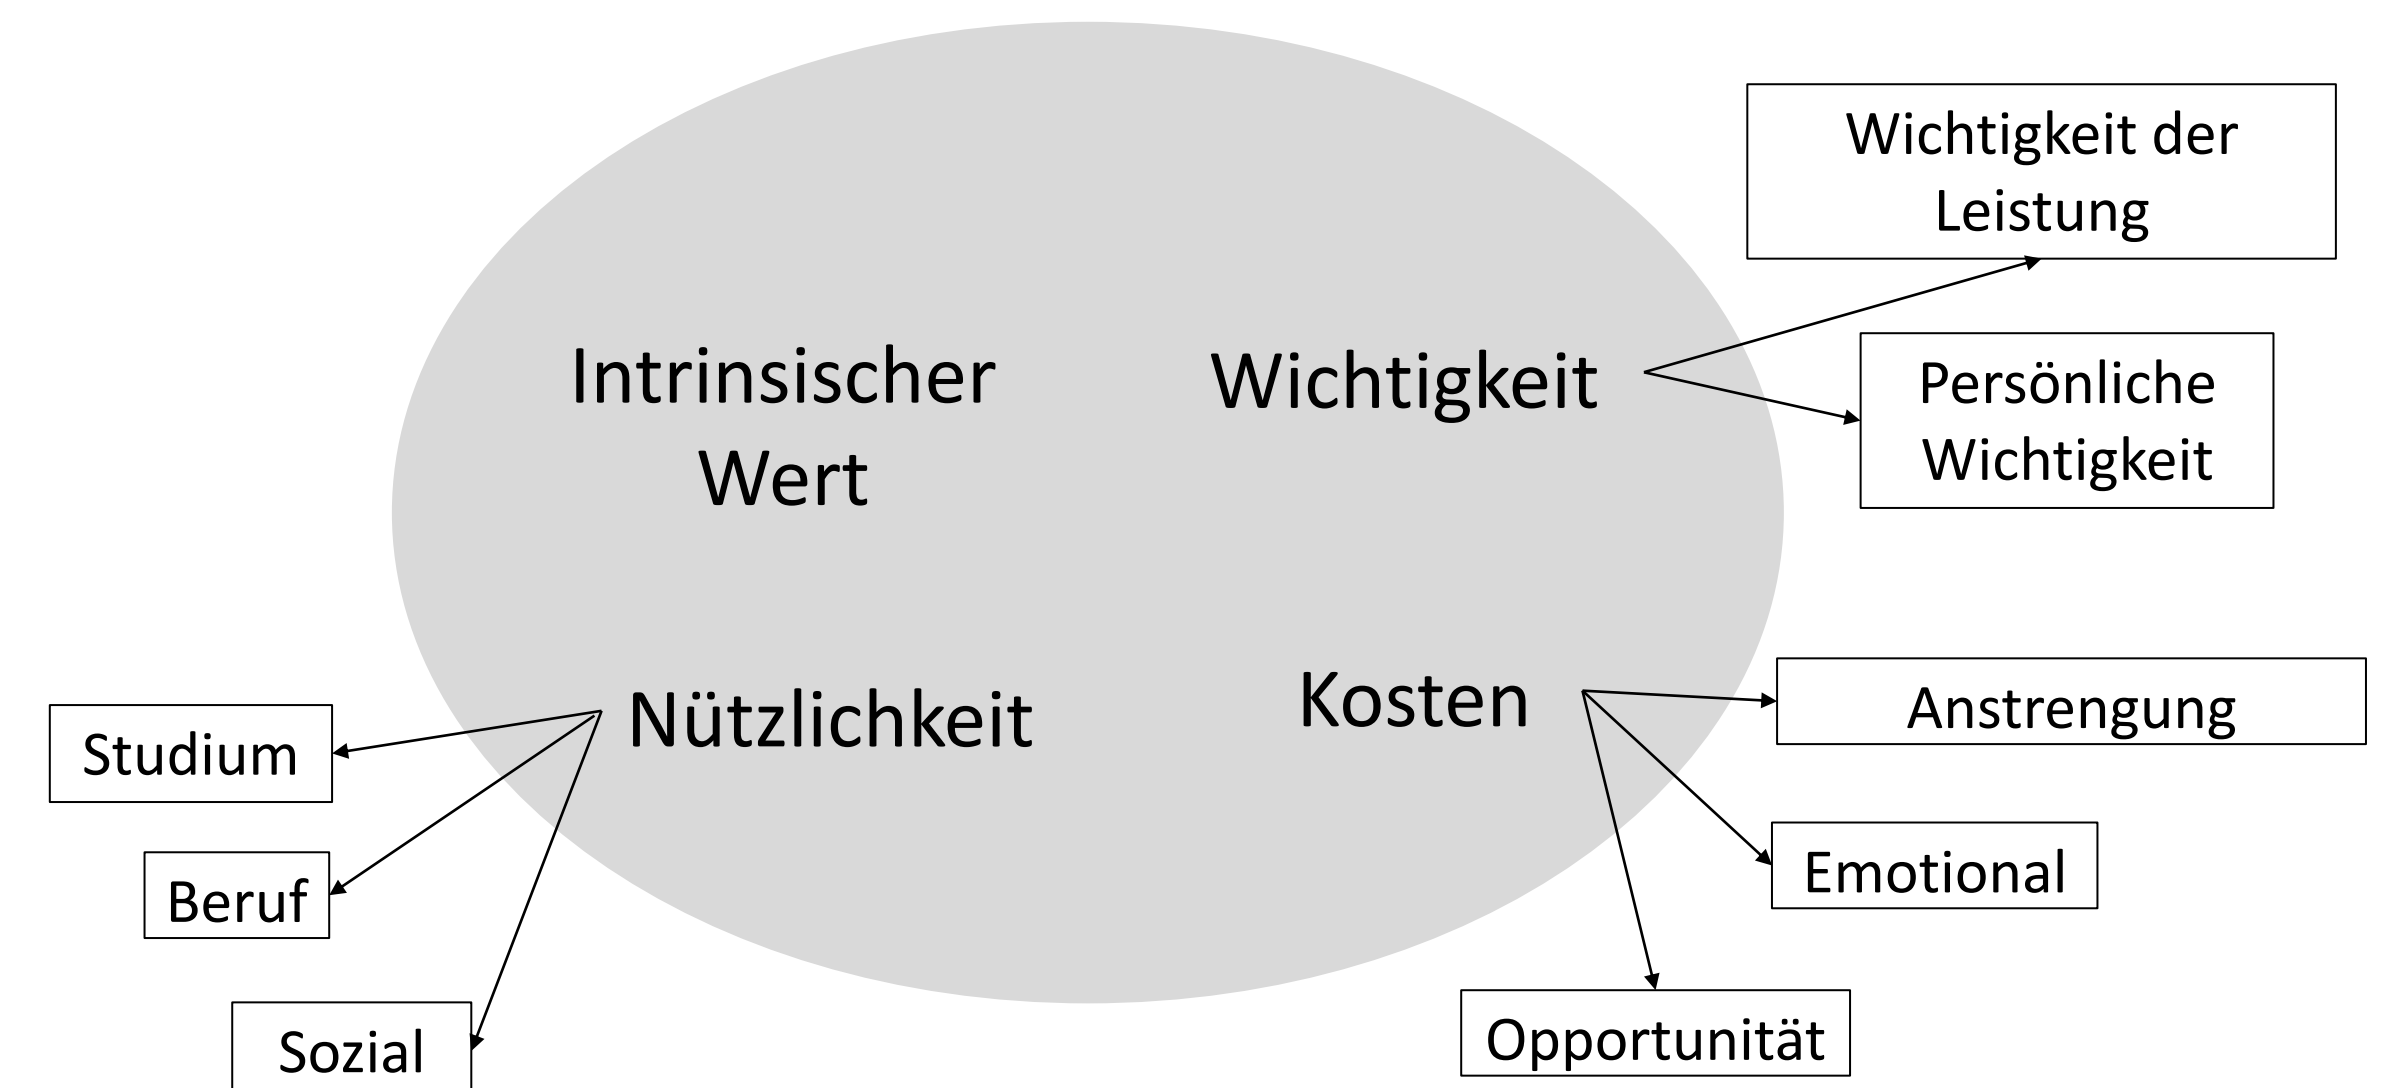 Wichtigkeit der
Leistung
Intrinsischer
Wert
Wichtigkeit
Persönliche
Wichtigkeit
Nützlichkeit
Kosten
Studium
Beruf
Sozial
Anstrengung
Emotional
Opportunität